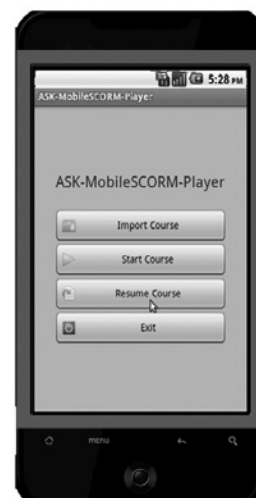 5:28 PM
ASK-MobileSCORM-Player
ASK-MobileSCORM-Player
Import Course
Start Course
Resume Course
Exit
menu